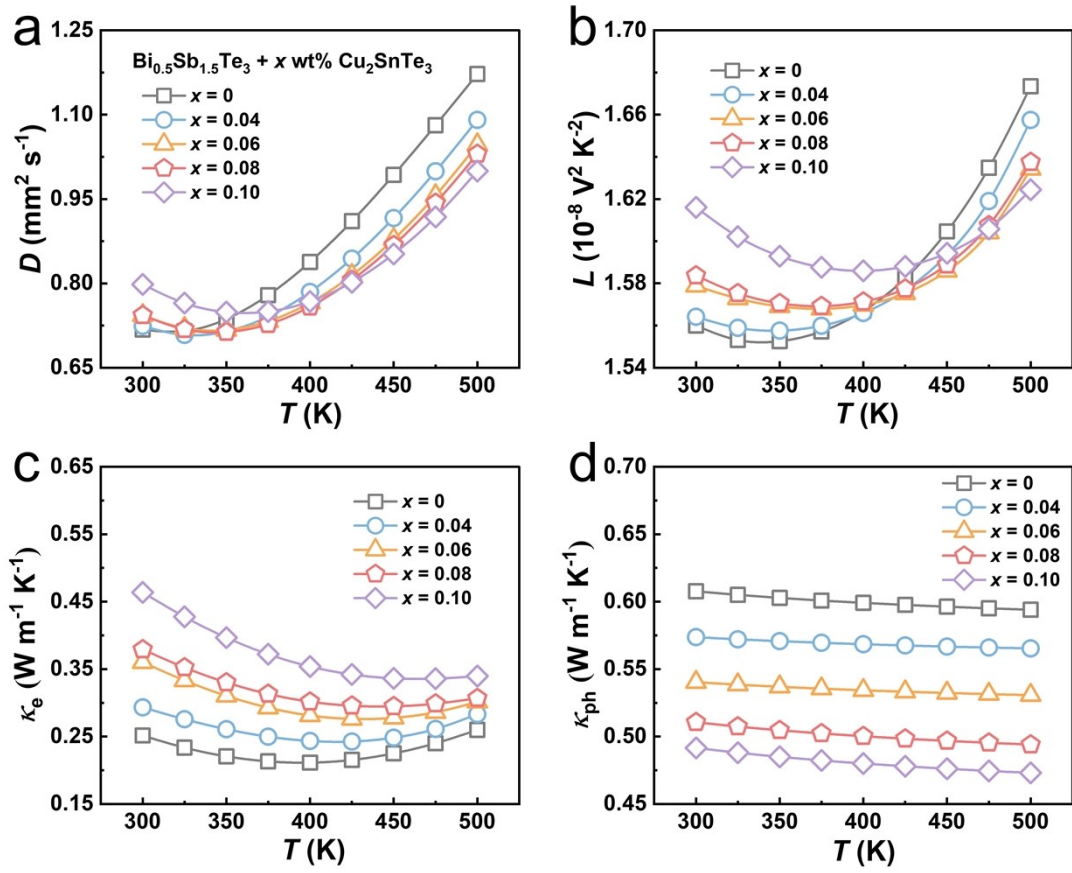 a
1.25
1.10
0.95
0.80
0.65
D (mm² s⁻¹)
Bi₀.₅Sb₁.₅Te₃ + x wt% Cu₂SnTe₃
x = 0
x = 0.04
x = 0.06
x = 0.08
x = 0.10
300 350 400 450 500
T (K)
b
1.70
1.66
1.62
1.58
1.54
L (10⁻⁸ V² K⁻²)
x = 0
x = 0.04
x = 0.06
x = 0.08
x = 0.10
300 350 400 450 500
T (K)
c
0.65
0.55
0.45
0.35
0.25
0.15
κₑ (W m⁻¹ K⁻¹)
x = 0
x = 0.04
x = 0.06
x = 0.08
x = 0.10
300 350 400 450 500
T (K)
d
0.70
0.65
0.60
0.55
0.50
0.45
κph (W m⁻¹ K⁻¹)
x = 0
x = 0.04
x = 0.06
x = 0.08
x = 0.10
300 350 400 450 500
T (K)